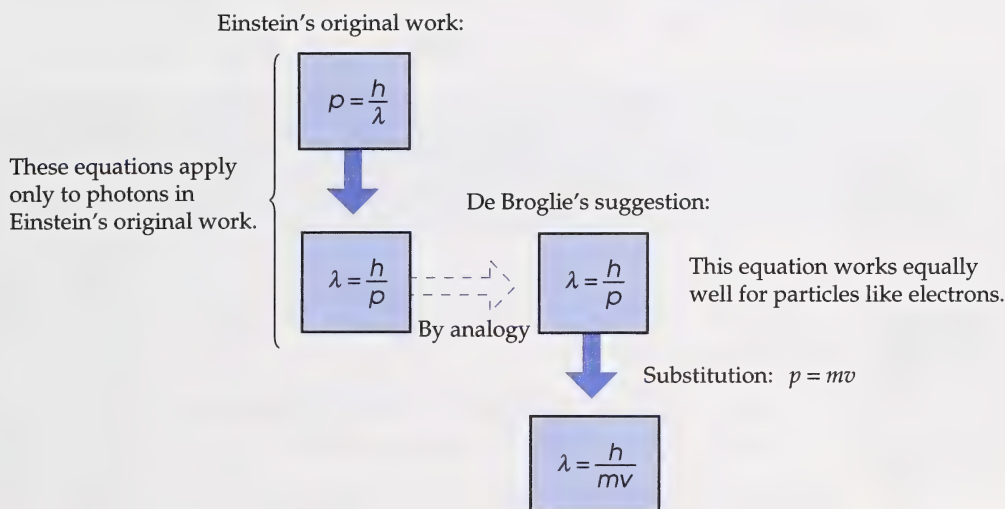 Einstein's original work:
p = h/λ
These equations apply
only to photons in
Einstein's original work.
De Broglie's suggestion:
λ = h/p
By analogy
λ = h/p
This equation works equally
well for particles like electrons.
Substitution: p = mv
λ = h/mv